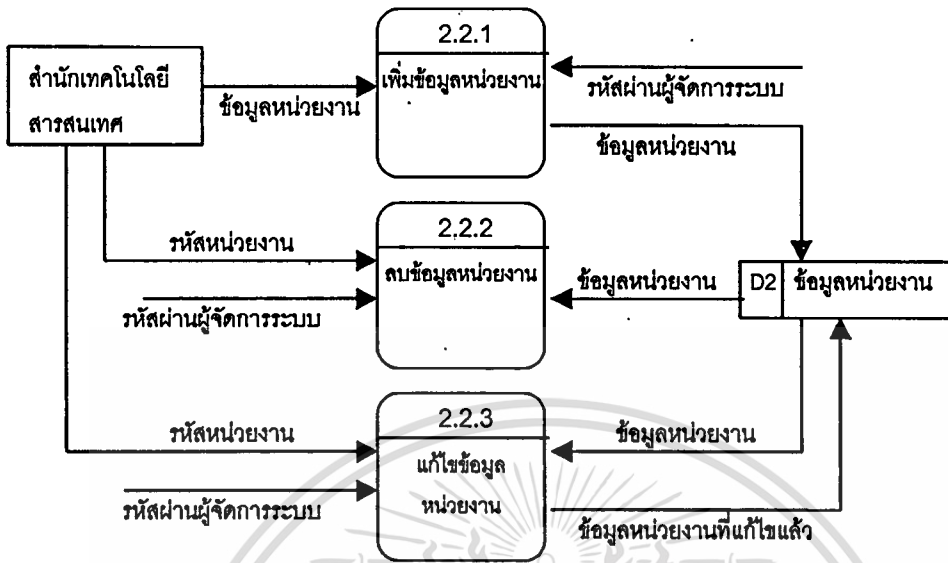 2.2.1
สำนักเทคโนโลยี
สารสนเทศ
ข้อมูลหน่วยงาน
เพิ่มข้อมูลหน่วยงาน
รหัสผ่านผู้จัดการระบบ
ข้อมูลหน่วยงาน
2.2.2
รหัสหน่วยงาน
ลบข้อมูลหน่วยงาน
รหัสผ่านผู้จัดการระบบ
ข้อมูลหน่วยงาน
D2 ข้อมูลหน่วยงาน
2.2.3
รหัสหน่วยงาน
แก้ไขข้อมูล
หน่วยงาน
รหัสผ่านผู้จัดการระบบ
ข้อมูลหน่วยงาน
ข้อมูลหน่วยงานที่แก้ไขแล้ว